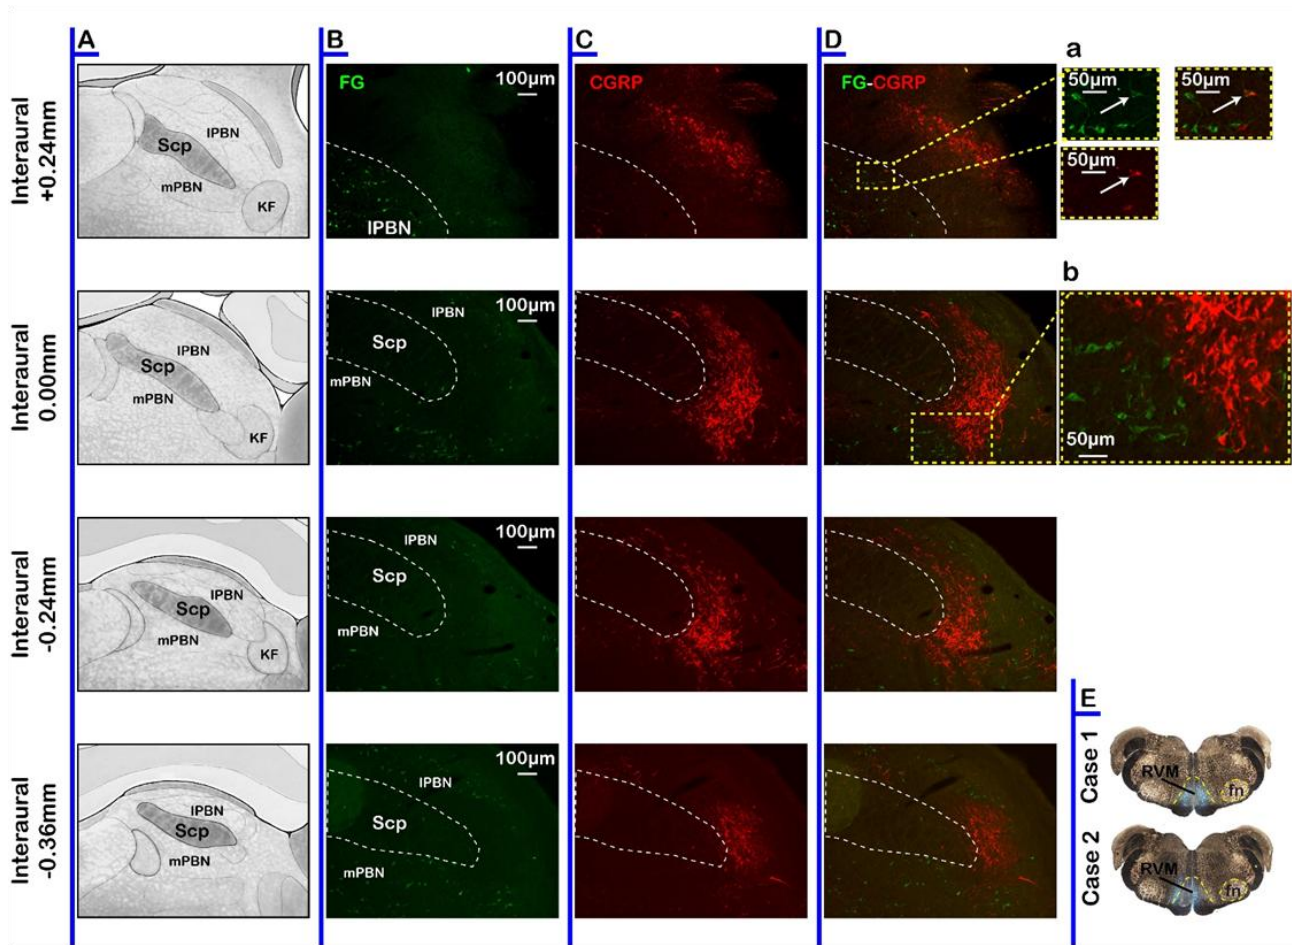 A
B
C
D
Interaural
+0.24mm
lPBN
Scp
mPBN
KF
FG
100µm
lPBN
CGRP
FG-CGRP
a
50µm
50µm
50µm
Interaural
0.00mm
lPBN
Scp
mPBN
KF
100µm
lPBN
Scp
mPBN
b
50µm
Interaural
-0.24mm
lPBN
Scp
mPBN
KF
100µm
lPBN
Scp
mPBN
Interaural
-0.36mm
lPBN
Scp
mPBN
100µm
lPBN
Scp
mPBN
E
Case 1
RVM
fn
Case 2
RVM
fn